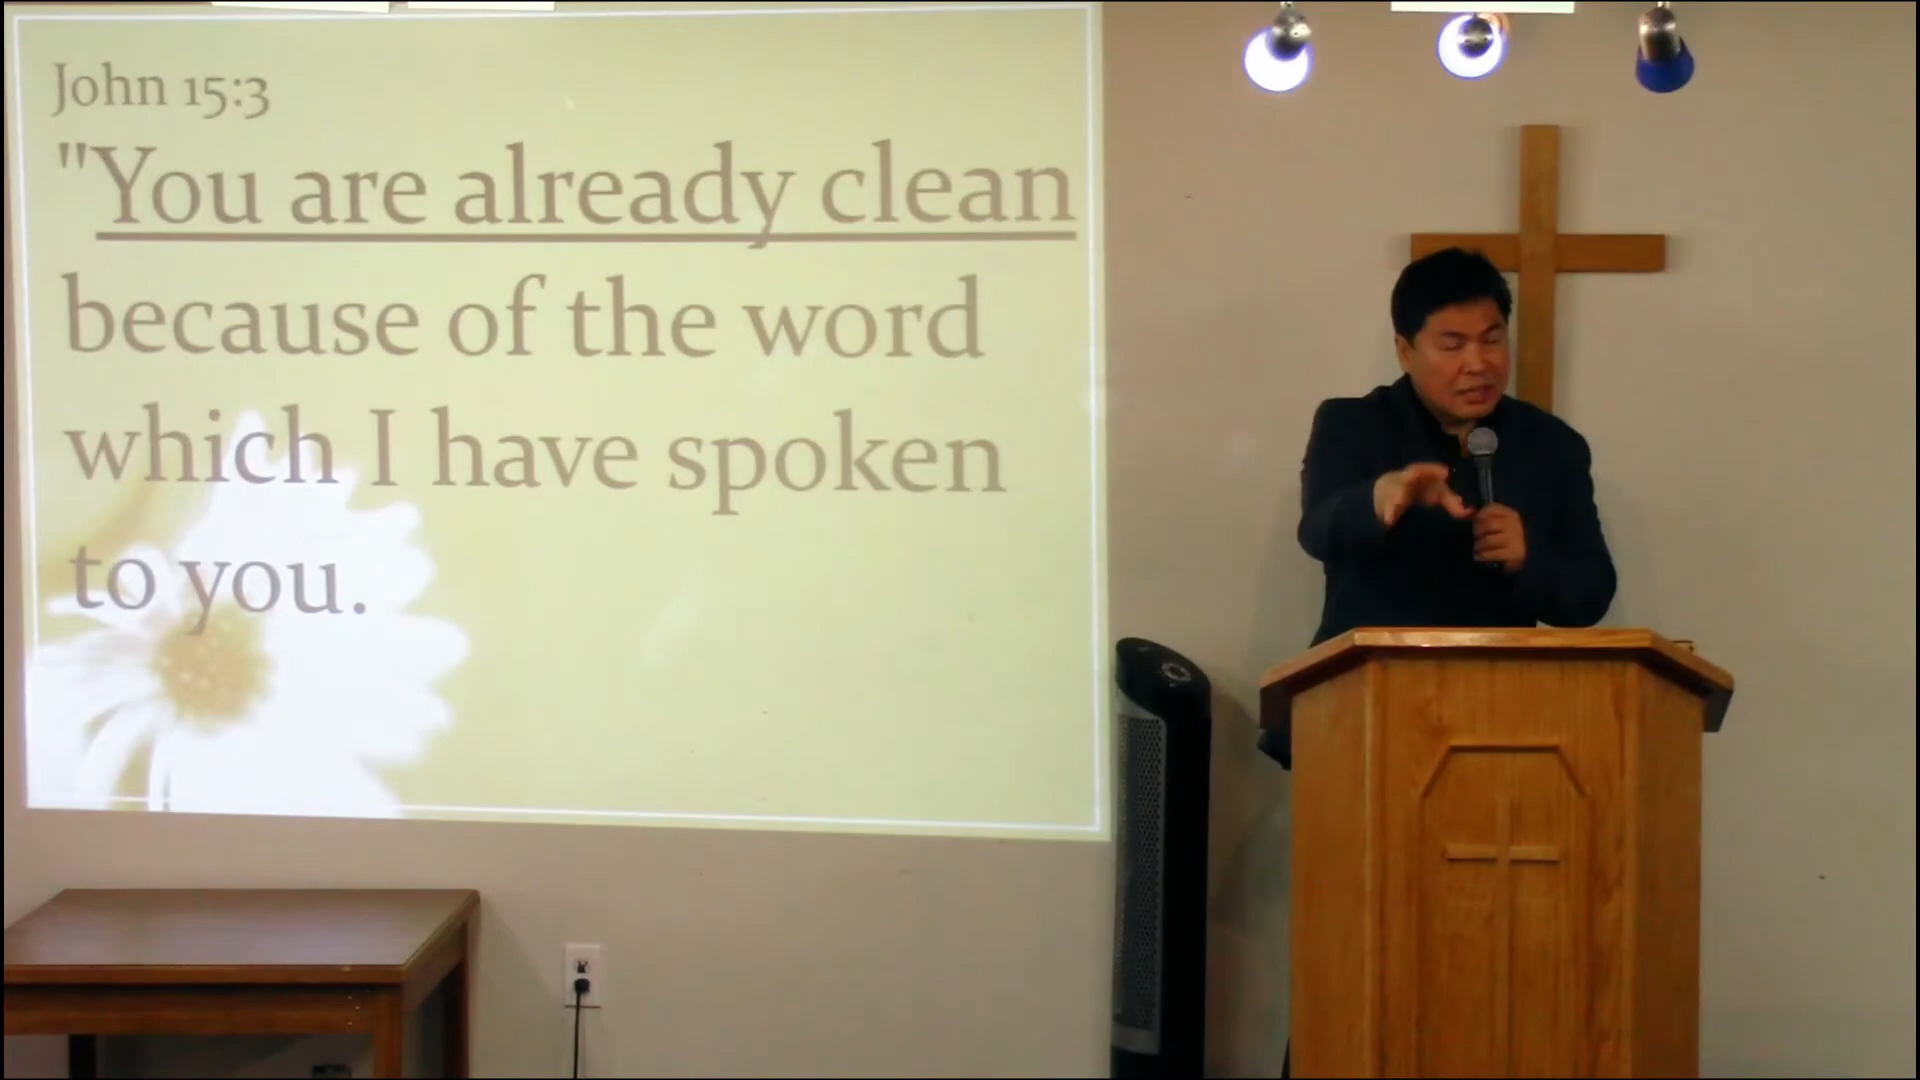 John 15:3
"You are already clean
because of the word
which I have spoken
to you.